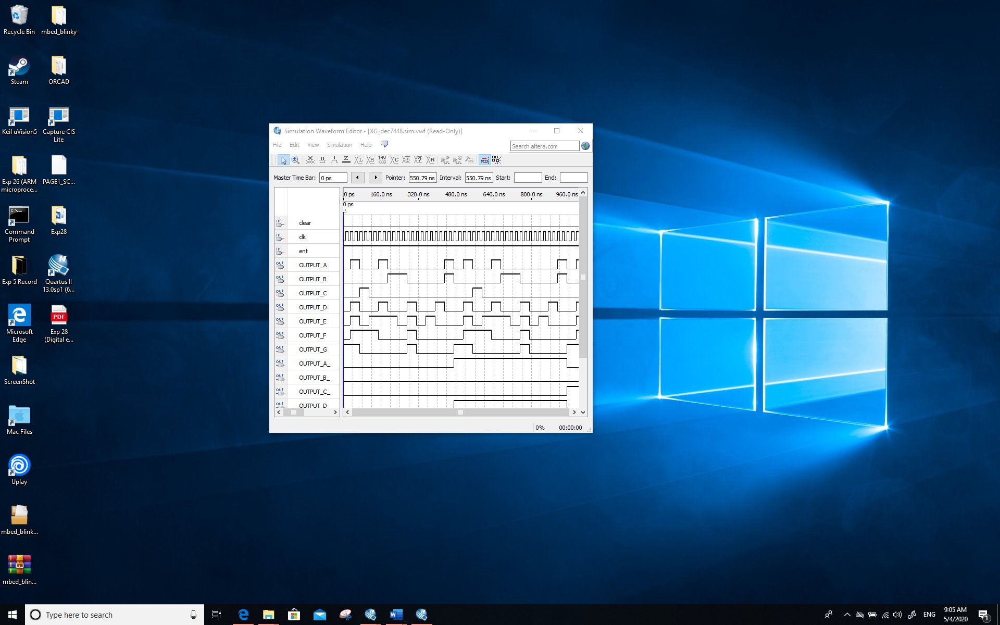 Recycle Bin
mbed_blinky
Steam
ORCAD
Keil uVision5
Capture CIS
Lite
Exp 26 (ARM
microproce...
PAGE1_SC...
Command
Prompt
Exp28
Exp 5 Record
Quartus II
13.0sp1 (6...
Microsoft
Edge
PDF
Exp 28
(Digital e...
ScreenShot
Mac Files
Uplay
mbed_blink...
mbed_blin...
Simulation Waveform Editor - [XG_dec7448.sim.vwf (Read-Only)]
File Edit View Simulation Help
Search altera.com
Master Time Bar: 0 ps Pointer: 550.79 ns Interval: 550.79 ns Start: End:
0 ps 160.0 ns 320.0 ns 480.0 ns 640.0 ns 800.0 ns 960.0 ns
0 ps
in clear
in clk
in ent
out OUTPUT_A
out OUTPUT_B
out OUTPUT_C
out OUTPUT_D
out OUTPUT_E
out OUTPUT_F
out OUTPUT_G
out OUTPUT_A_
out OUTPUT_B_
out OUTPUT_C_
out OUTPUT_D
0% 00:00:00
Type here to search
ENG
9:05 AM
5/4/2020
1